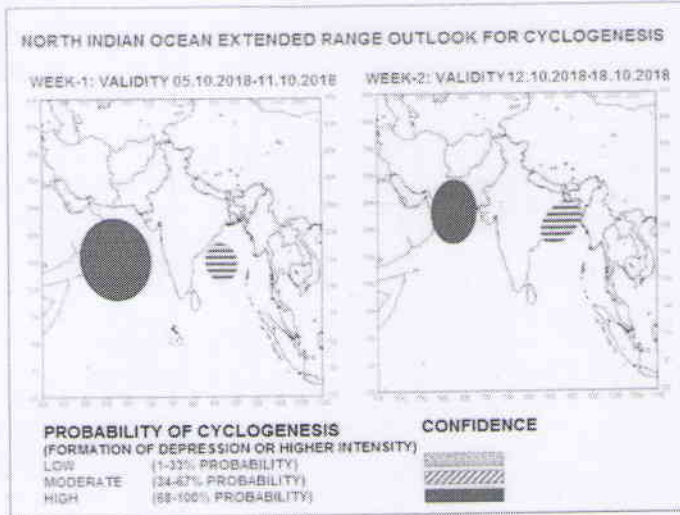 NORTH INDIAN OCEAN EXTENDED RANGE OUTLOOK FOR CYCLOGENESIS
WEEK-1: VALIDITY 05.10.2018-11.10.2018
WEEK-2: VALIDITY 12.10.2018-18.10.2018
PROBABILITY OF CYCLOGENESIS
CONFIDENCE
(FORMATION OF DEPRESSION OR HIGHER INTENSITY)
LOW (1-33% PROBABILITY)
MODERATE (34-67% PROBABILITY)
HIGH (68-100% PROBABILITY)